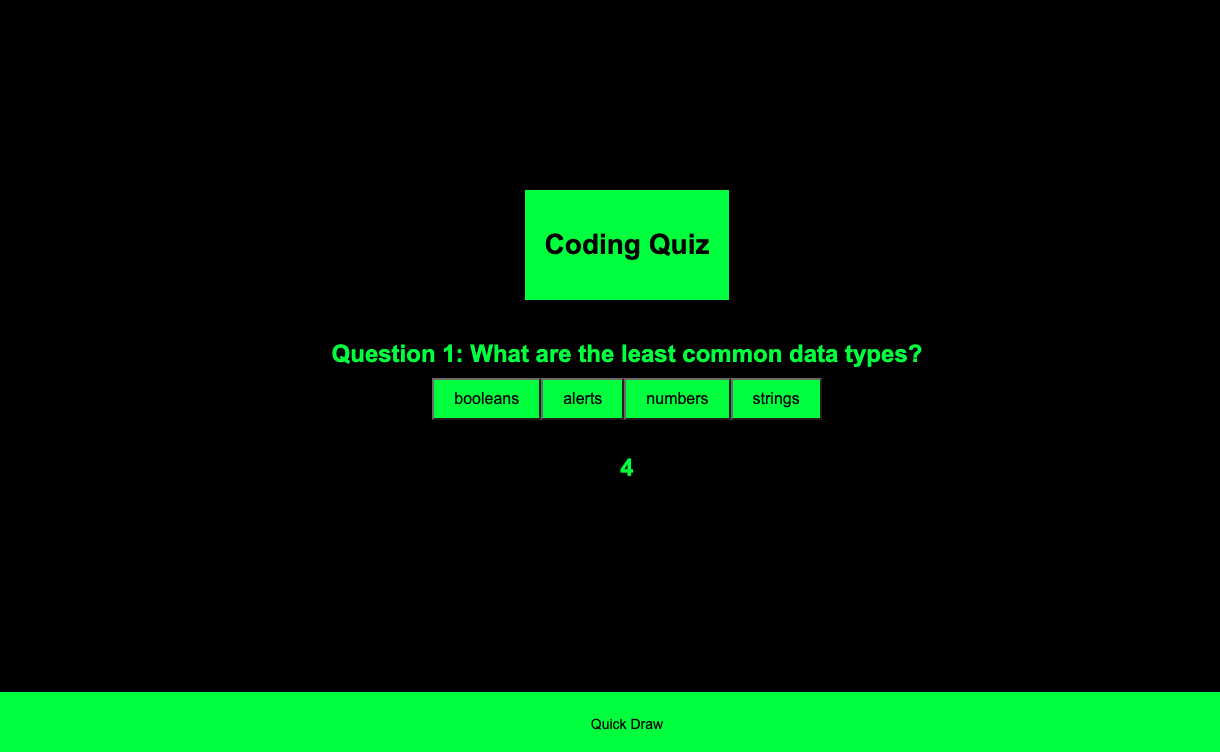 Coding Quiz
Question 1: What are the least common data types?
booleans alerts numbers strings
4
Quick Draw